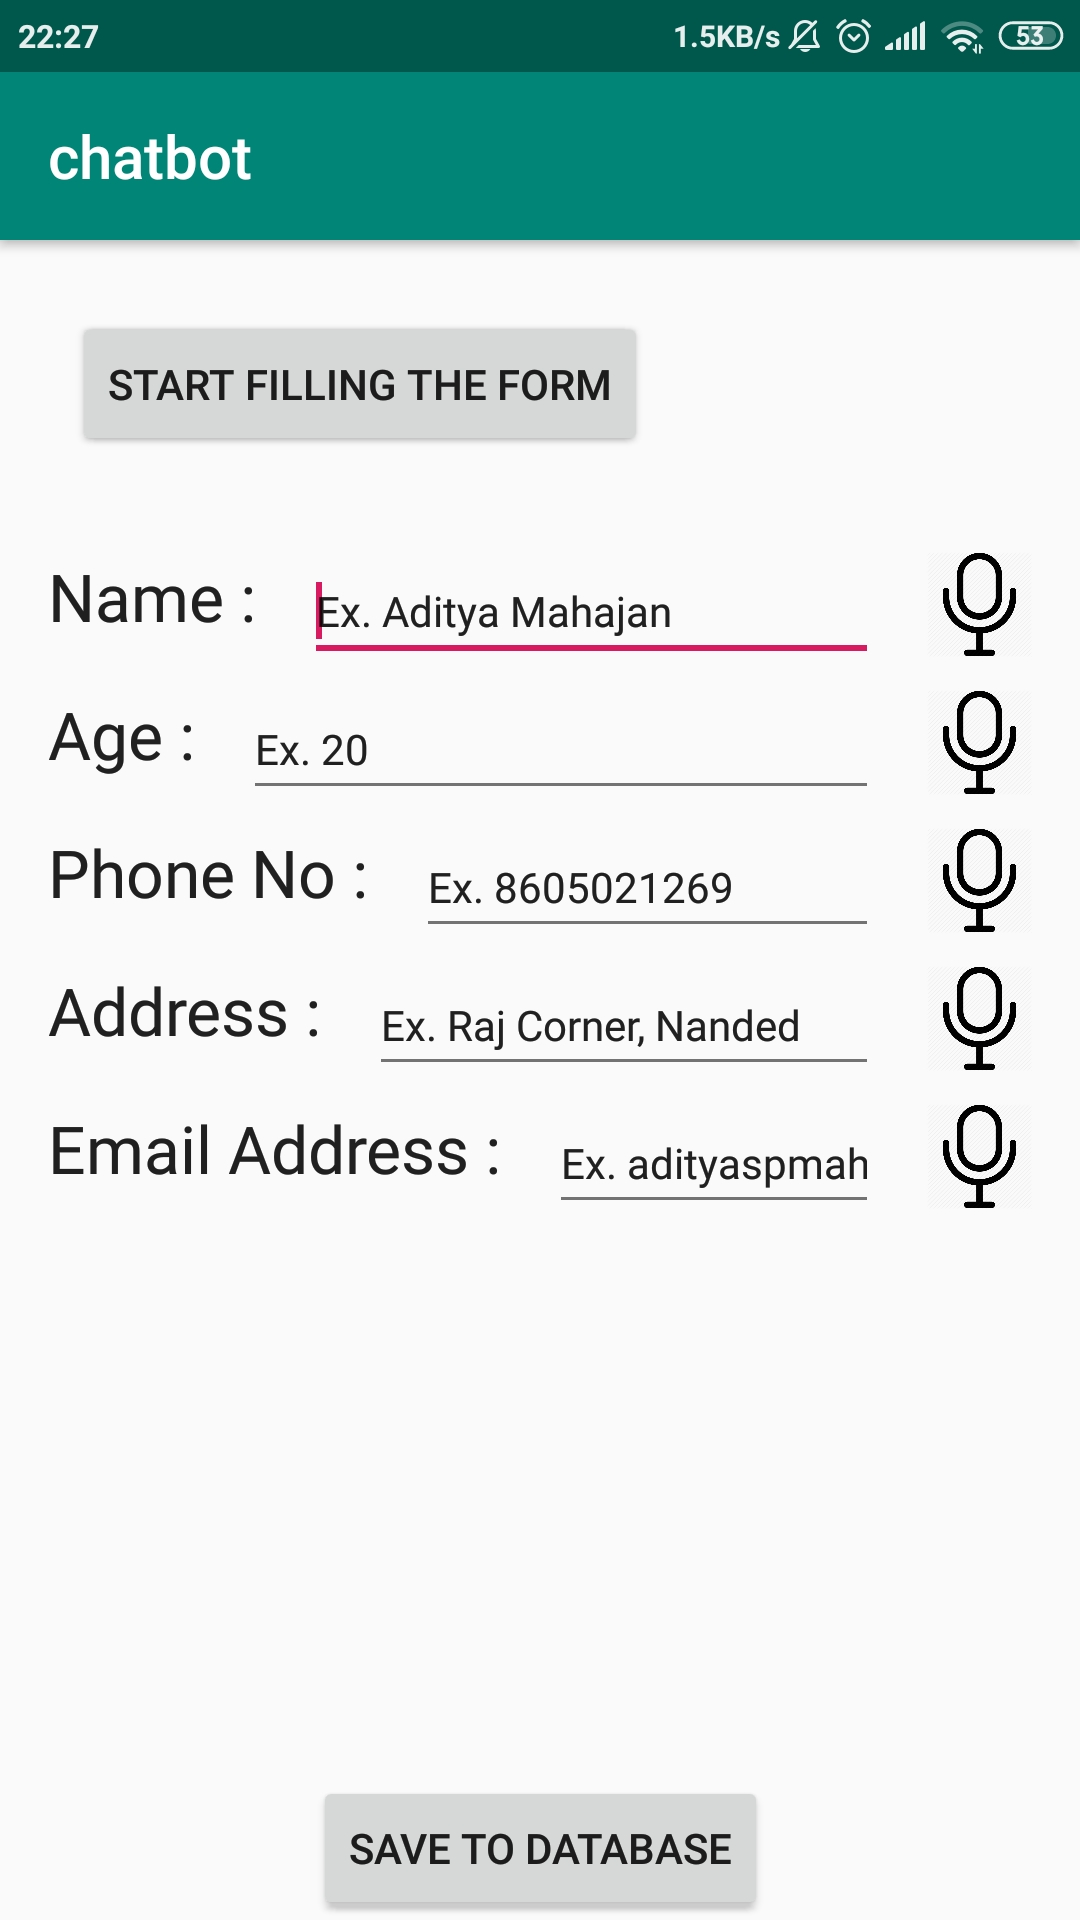 22:27 1.5KB/s 53
chatbot
START FILLING THE FORM
Name : Ex. Aditya Mahajan
Age : Ex. 20
Phone No : Ex. 8605021269
Address : Ex. Raj Corner, Nanded
Email Address : Ex. adityaspmah
SAVE TO DATABASE